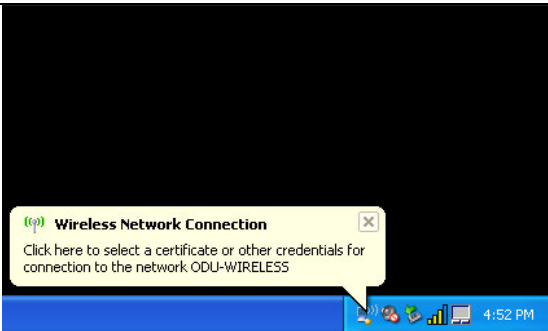 Wireless Network Connection
Click here to select a certificate or other credentials for
connection to the network ODU-WIRELESS
4:52 PM